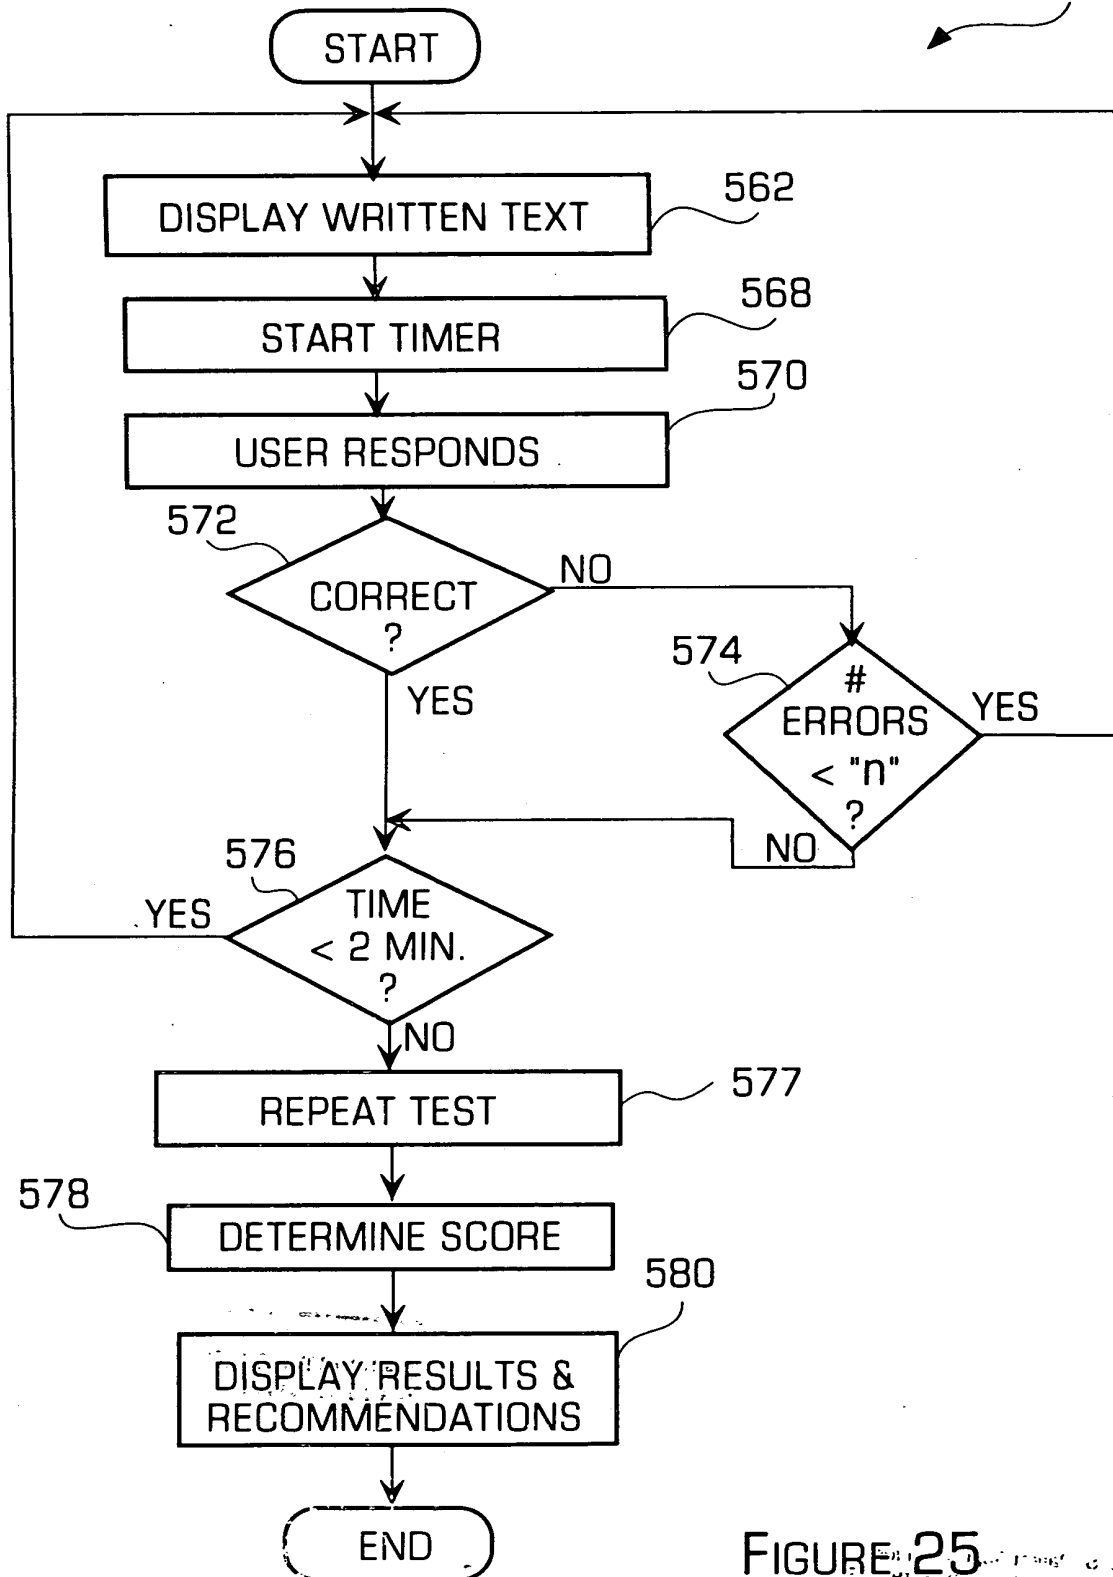 START
DISPLAY WRITTEN TEXT
562
START TIMER
568
USER RESPONDS
570
572
CORRECT
?
NO
YES
574
#
ERRORS
< "n"
?
YES
NO
576
TIME
< 2 MIN.
?
YES
NO
REPEAT TEST
577
578
DETERMINE SCORE
580
DISPLAY RESULTS &
RECOMMENDATIONS
END
FIGURE 25